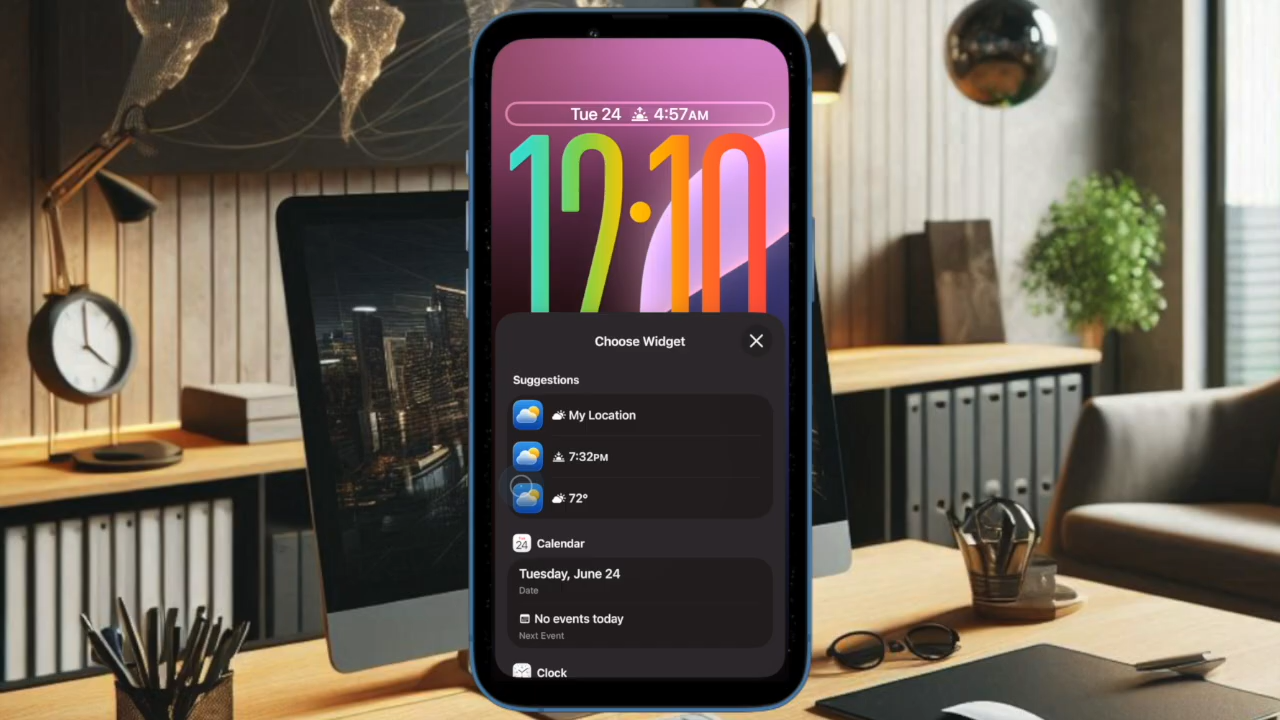 Tue 24 4:57AM
12:10
Choose Widget
Suggestions
My Location
7:32PM
72°
24 Calendar
Tuesday, June 24
Date
No events today
Next Event
Clock